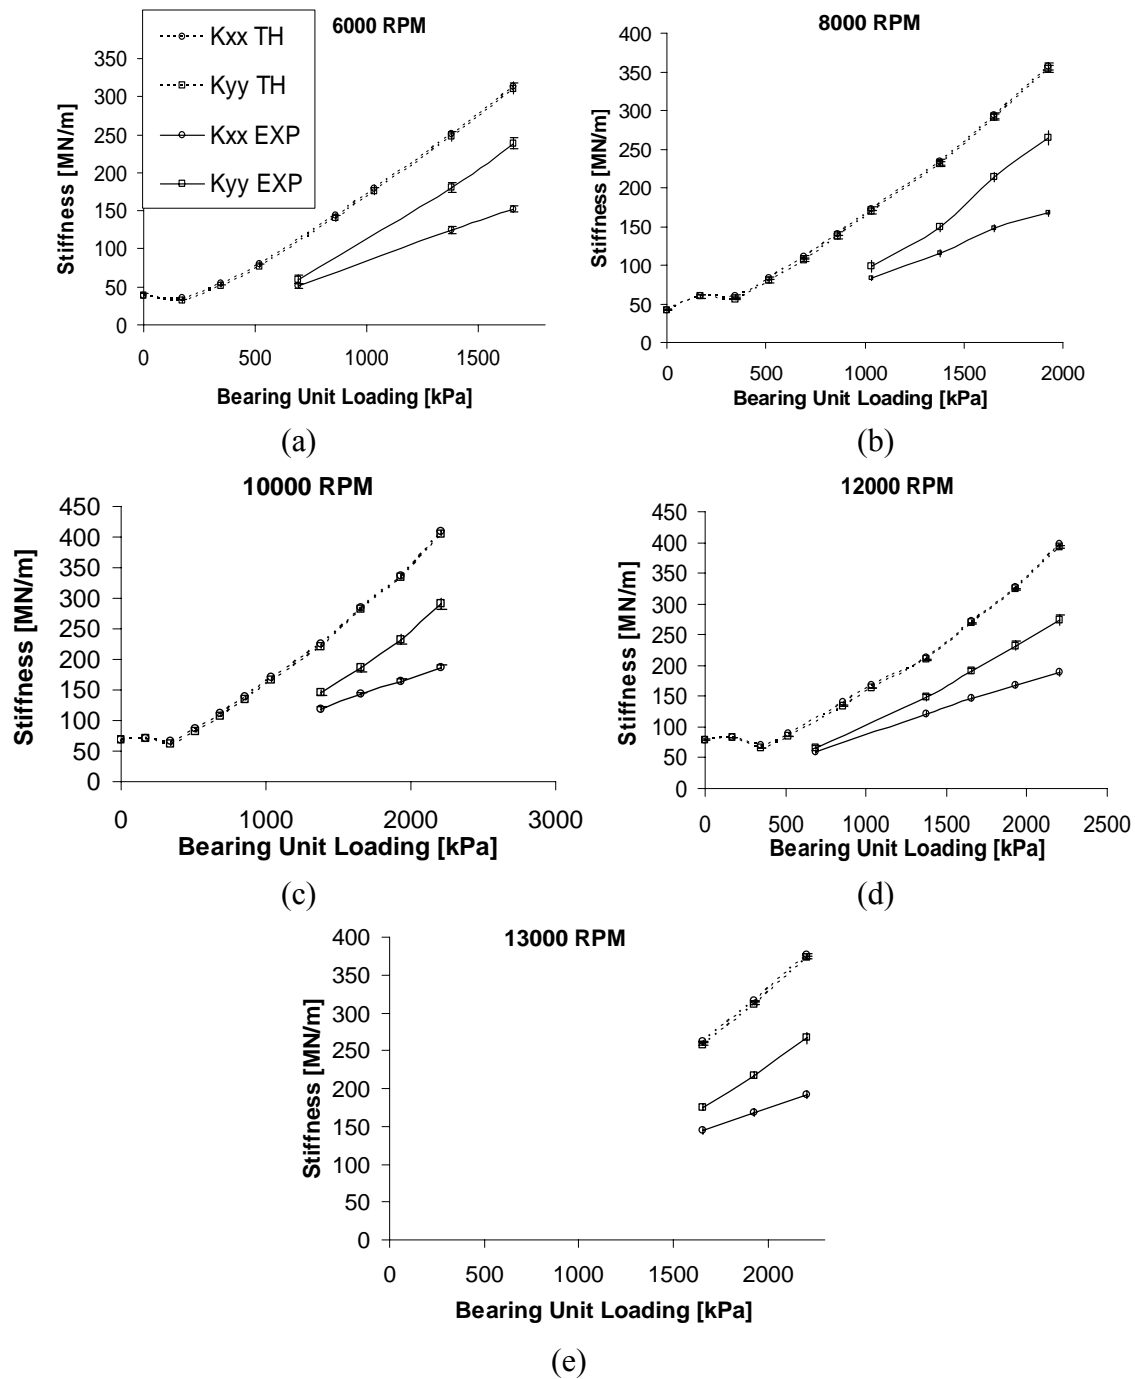 6000 RPM
Kxx TH
Kyy TH
Kxx EXP
Kyy EXP
350
300
250
200
150
100
50
0
Stiffness [MN/m]
0 500 1000 1500
Bearing Unit Loading [kPa]
(a)
8000 RPM
400
350
300
250
200
150
100
50
0
Stiffness [MN/m]
0 500 1000 1500 2000
Bearing Unit Loading [kPa]
(b)
10000 RPM
450
400
350
300
250
200
150
100
50
0
Stiffness [MN/m]
0 1000 2000 3000
Bearing Unit Loading [kPa]
(c)
12000 RPM
450
400
350
300
250
200
150
100
50
0
Stiffness [MN/m]
0 500 1000 1500 2000 2500
Bearing Unit Loading [kPa]
(d)
13000 RPM
400
350
300
250
200
150
100
50
0
Stiffness [MN/m]
0 500 1000 1500 2000
Bearing Unit Loading [kPa]
(e)